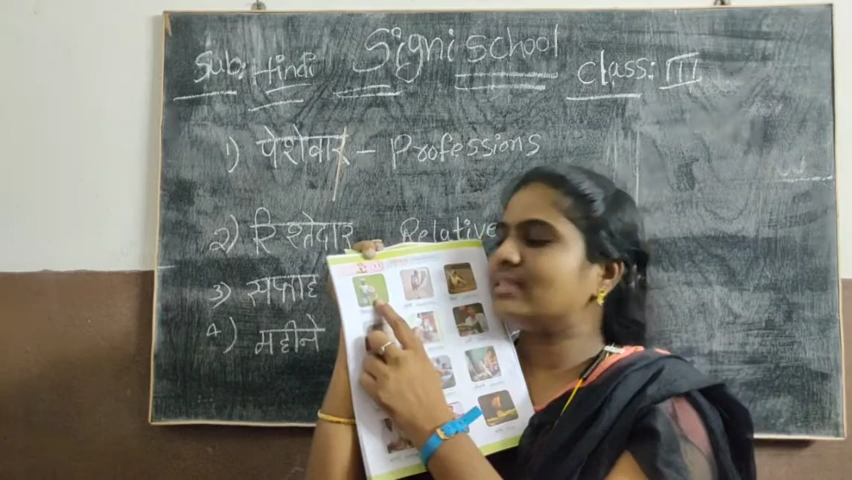 Sub: Hindi Signi School Class: III
1) पेशेवार - Professions
2) रिश्तेदार Relative
3) सप्ताह
4) महीने